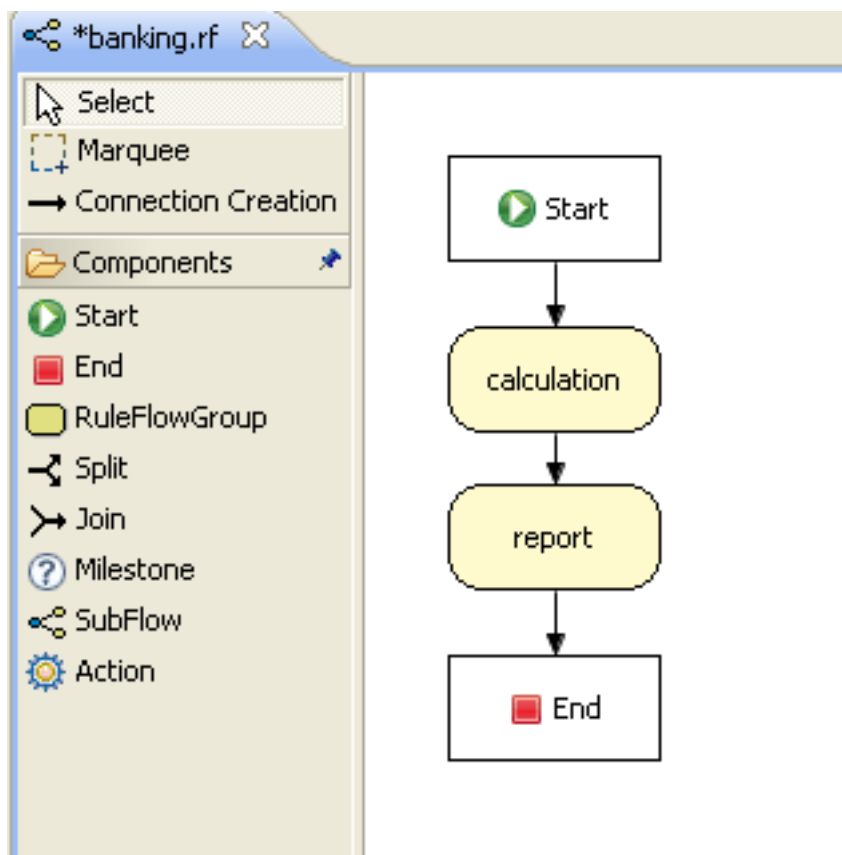 *banking.rf
Select
Marquee
Connection Creation
Components
Start
End
RuleFlowGroup
Split
Join
Milestone
SubFlow
Action
Start
calculation
report
End